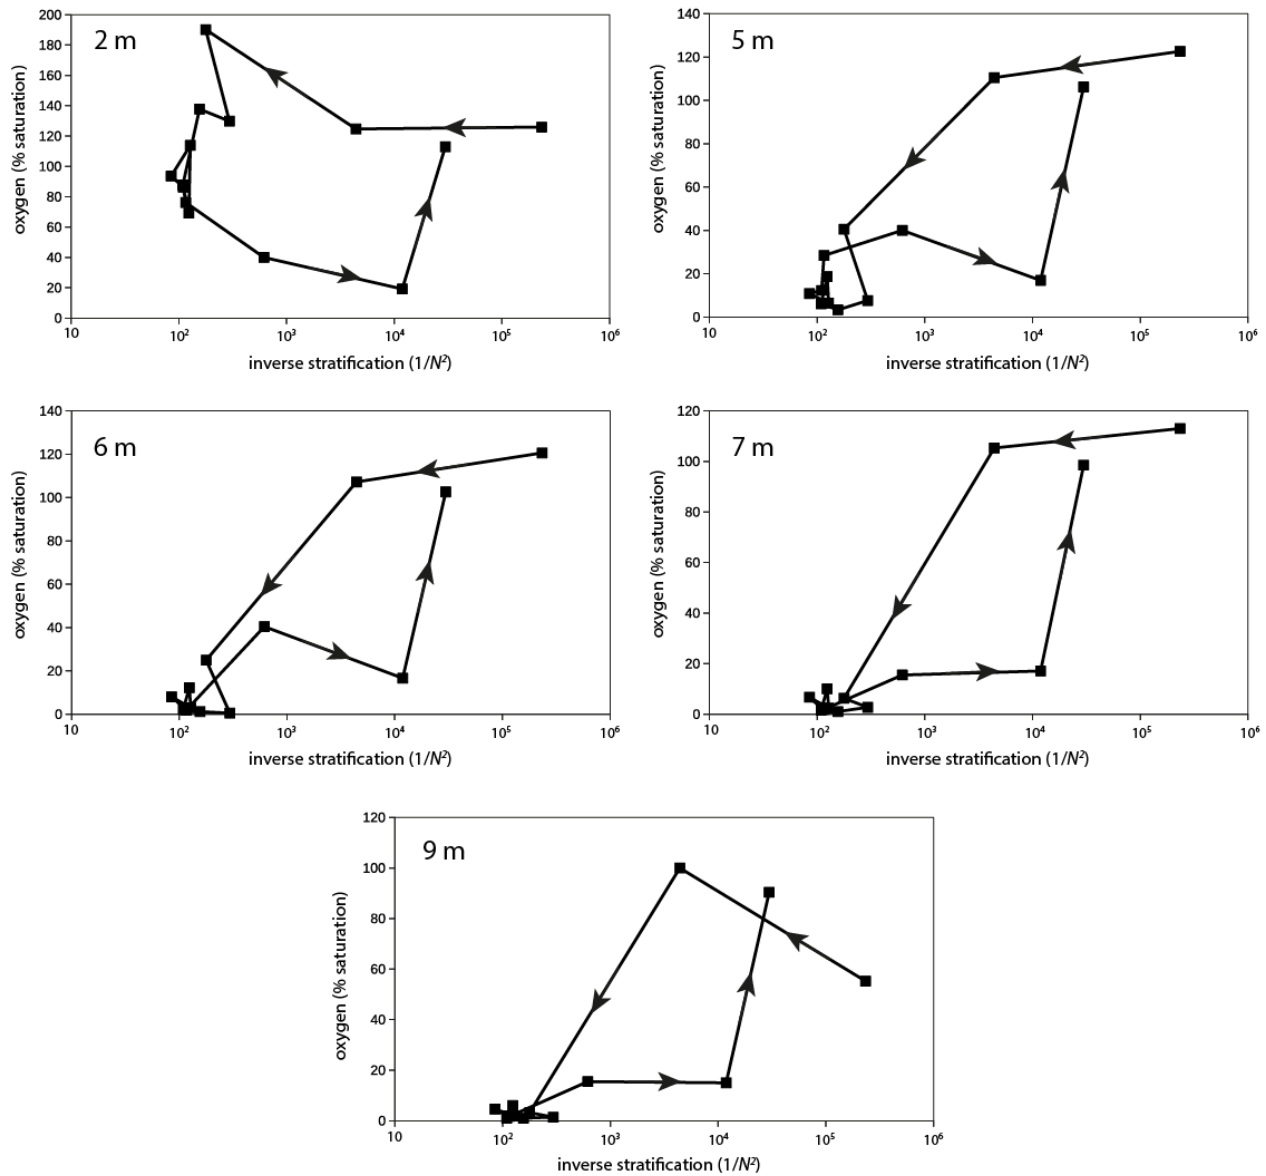 2 m
200
180
160
140
120
100
80
60
40
20
0
oxygen (% saturation)
10 10² 10³ 10⁴ 10⁵ 10⁶
inverse stratification (1/N²)
5 m
140
120
100
80
60
40
20
0
oxygen (% saturation)
10 10² 10³ 10⁴ 10⁵ 10⁶
inverse stratification (1/N²)
6 m
140
120
100
80
60
40
20
0
oxygen (% saturation)
10 10² 10³ 10⁴ 10⁵ 10⁶
inverse stratification (1/N²)
7 m
120
100
80
60
40
20
0
oxygen (% saturation)
10 10² 10³ 10⁴ 10⁵ 10⁶
inverse stratification (1/N²)
9 m
120
100
80
60
40
20
0
oxygen (% saturation)
10 10² 10³ 10⁴ 10⁵ 10⁶
inverse stratification (1/N²)